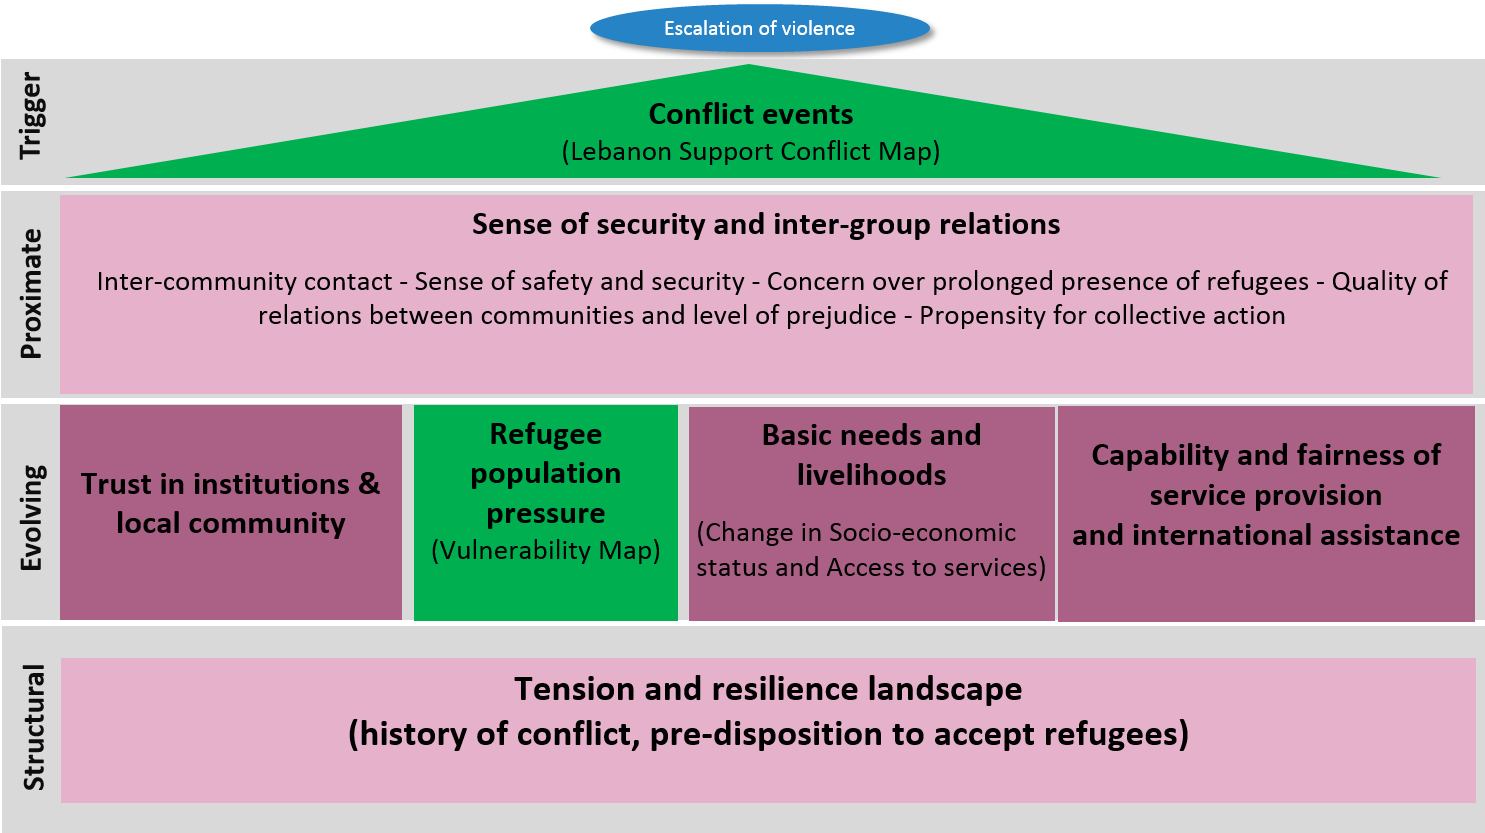 Escalation of violence
Trigger
Conflict events
(Lebanon Support Conflict Map)
Proximate
Sense of security and inter-group relations
Inter-community contact - Sense of safety and security - Concern over prolonged presence of refugees - Quality of
relations between communities and level of prejudice - Propensity for collective action
Evolving
Trust in institutions &
local community
Refugee
population
pressure
(Vulnerability Map)
Basic needs and
livelihoods
(Change in Socio-economic
status and Access to services)
Capability and fairness of
service provision
and international assistance
Structural
Tension and resilience landscape
(history of conflict, pre-disposition to accept refugees)